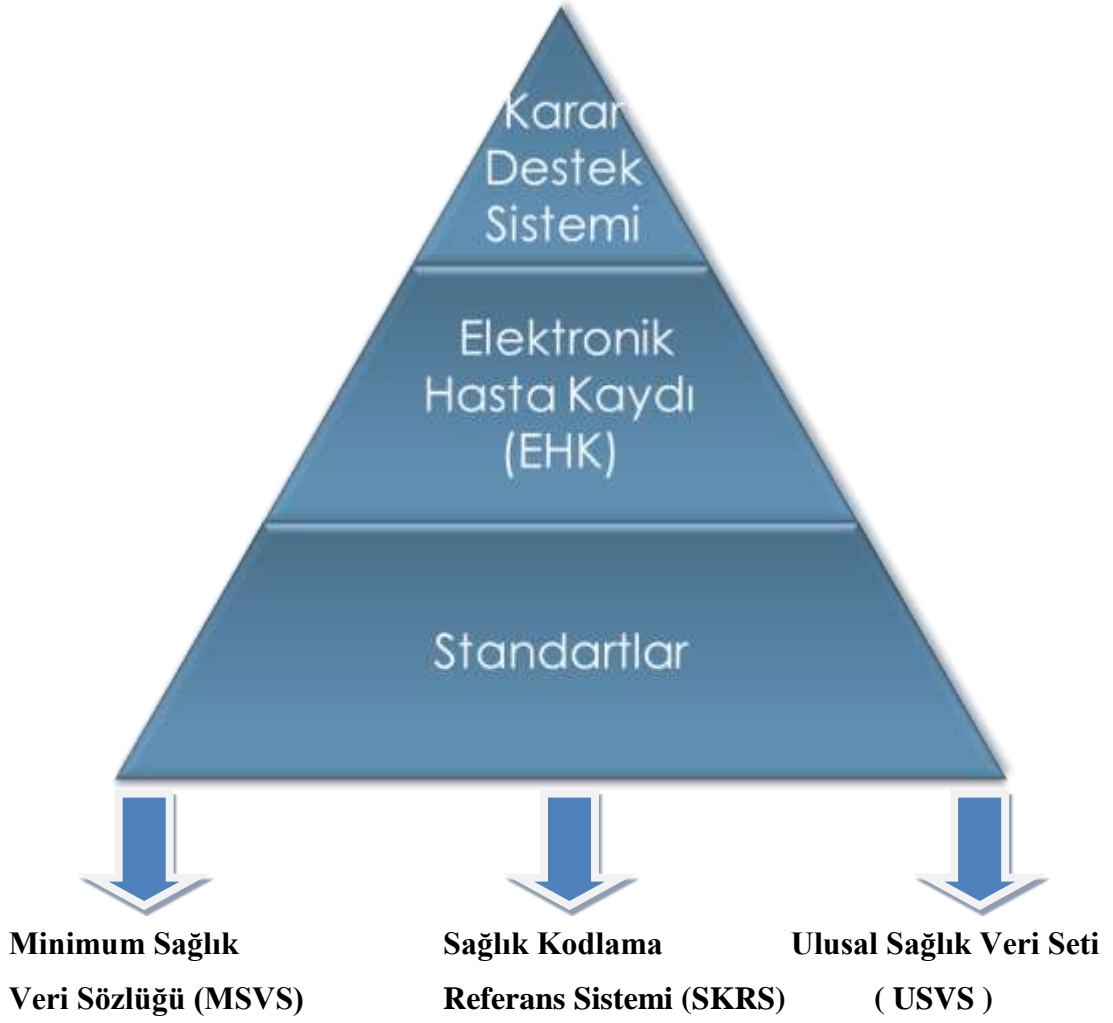 Karar
Destek
Sistemi
Elektronik
Hasta Kaydı
(EHK)
Standartlar
Minimum Sağlık
Veri Sözlüğü (MSVS)
Sağlık Kodlama
Referans Sistemi (SKRS)
Ulusal Sağlık Veri Seti
( USVS )